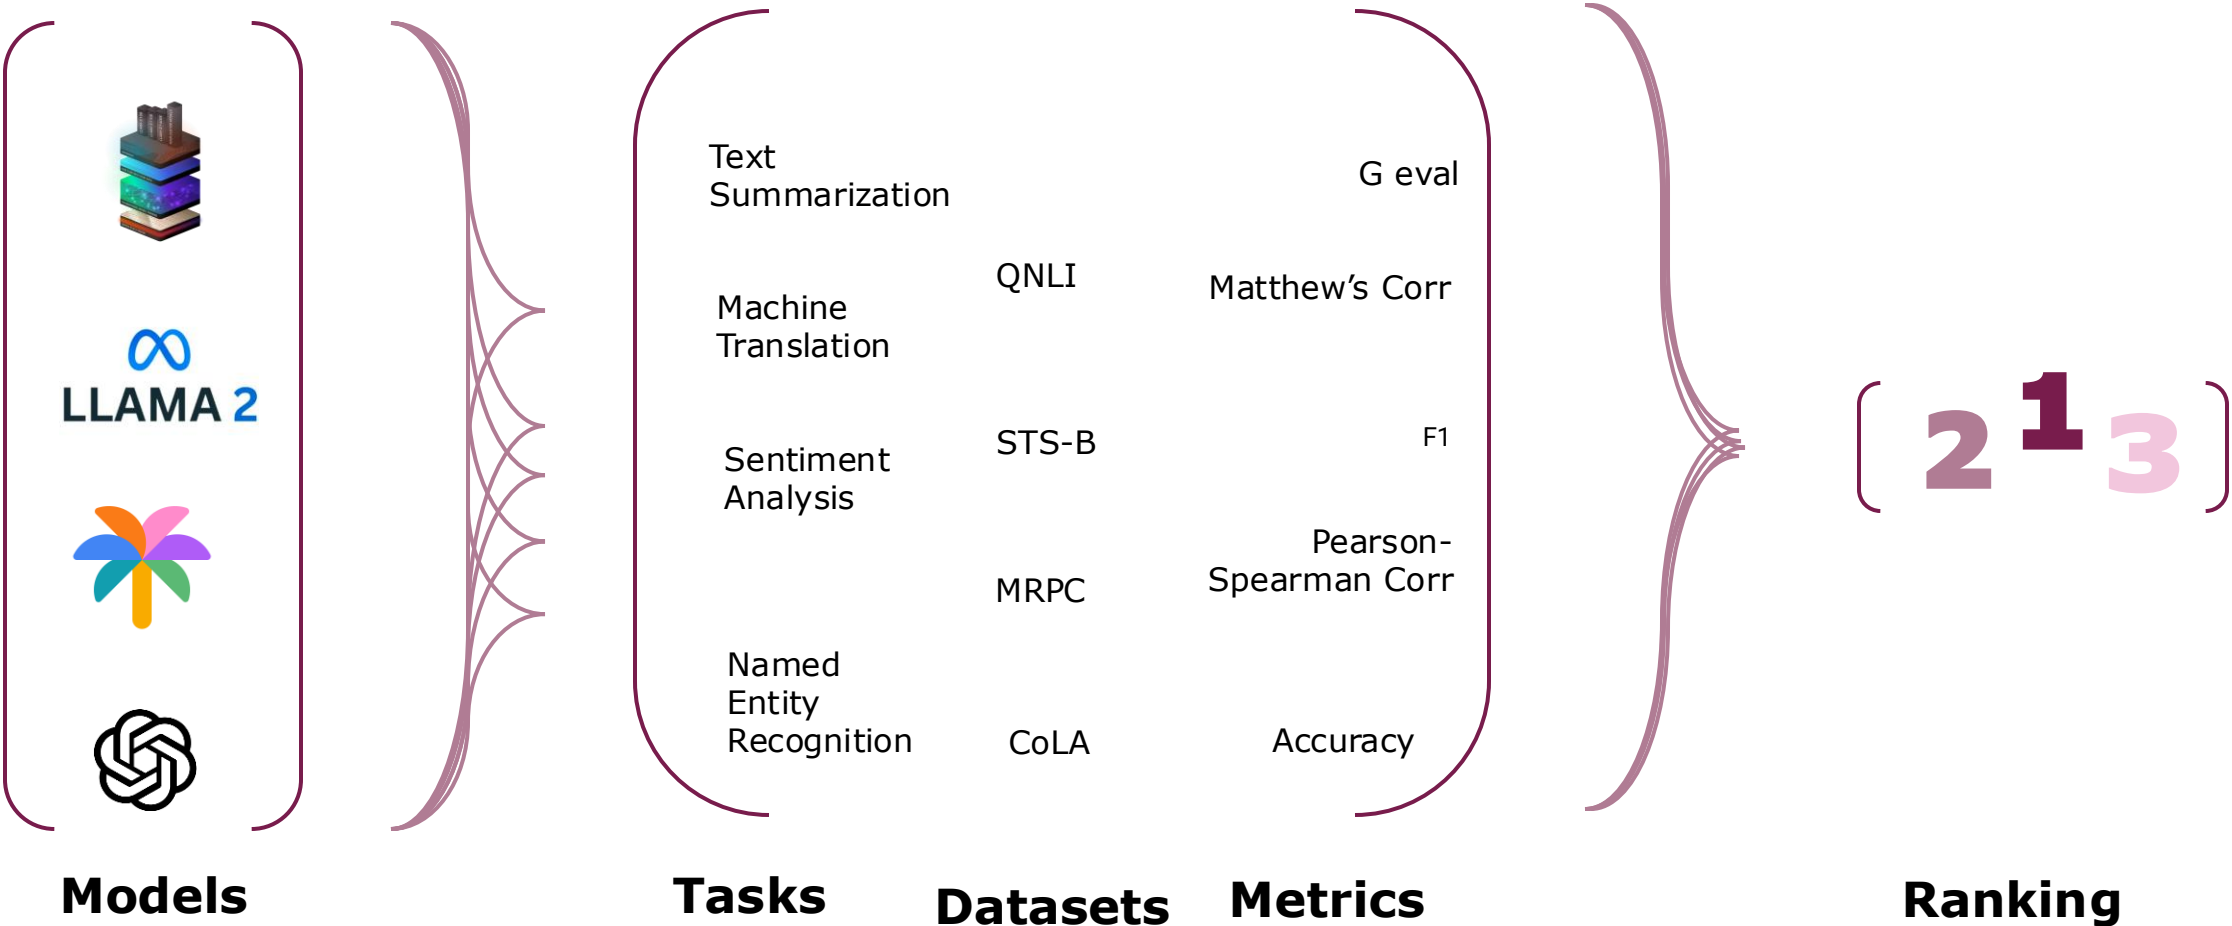 LLAMA 2
Text
Summarization
Machine
Translation
Sentiment
Analysis
Named
Entity
Recognition
QNLI
STS-B
MRPC
CoLA
G eval
Matthew’s Corr
F1
Pearson-
Spearman Corr
Accuracy
2 1 3
Models
Tasks
Datasets
Metrics
Ranking